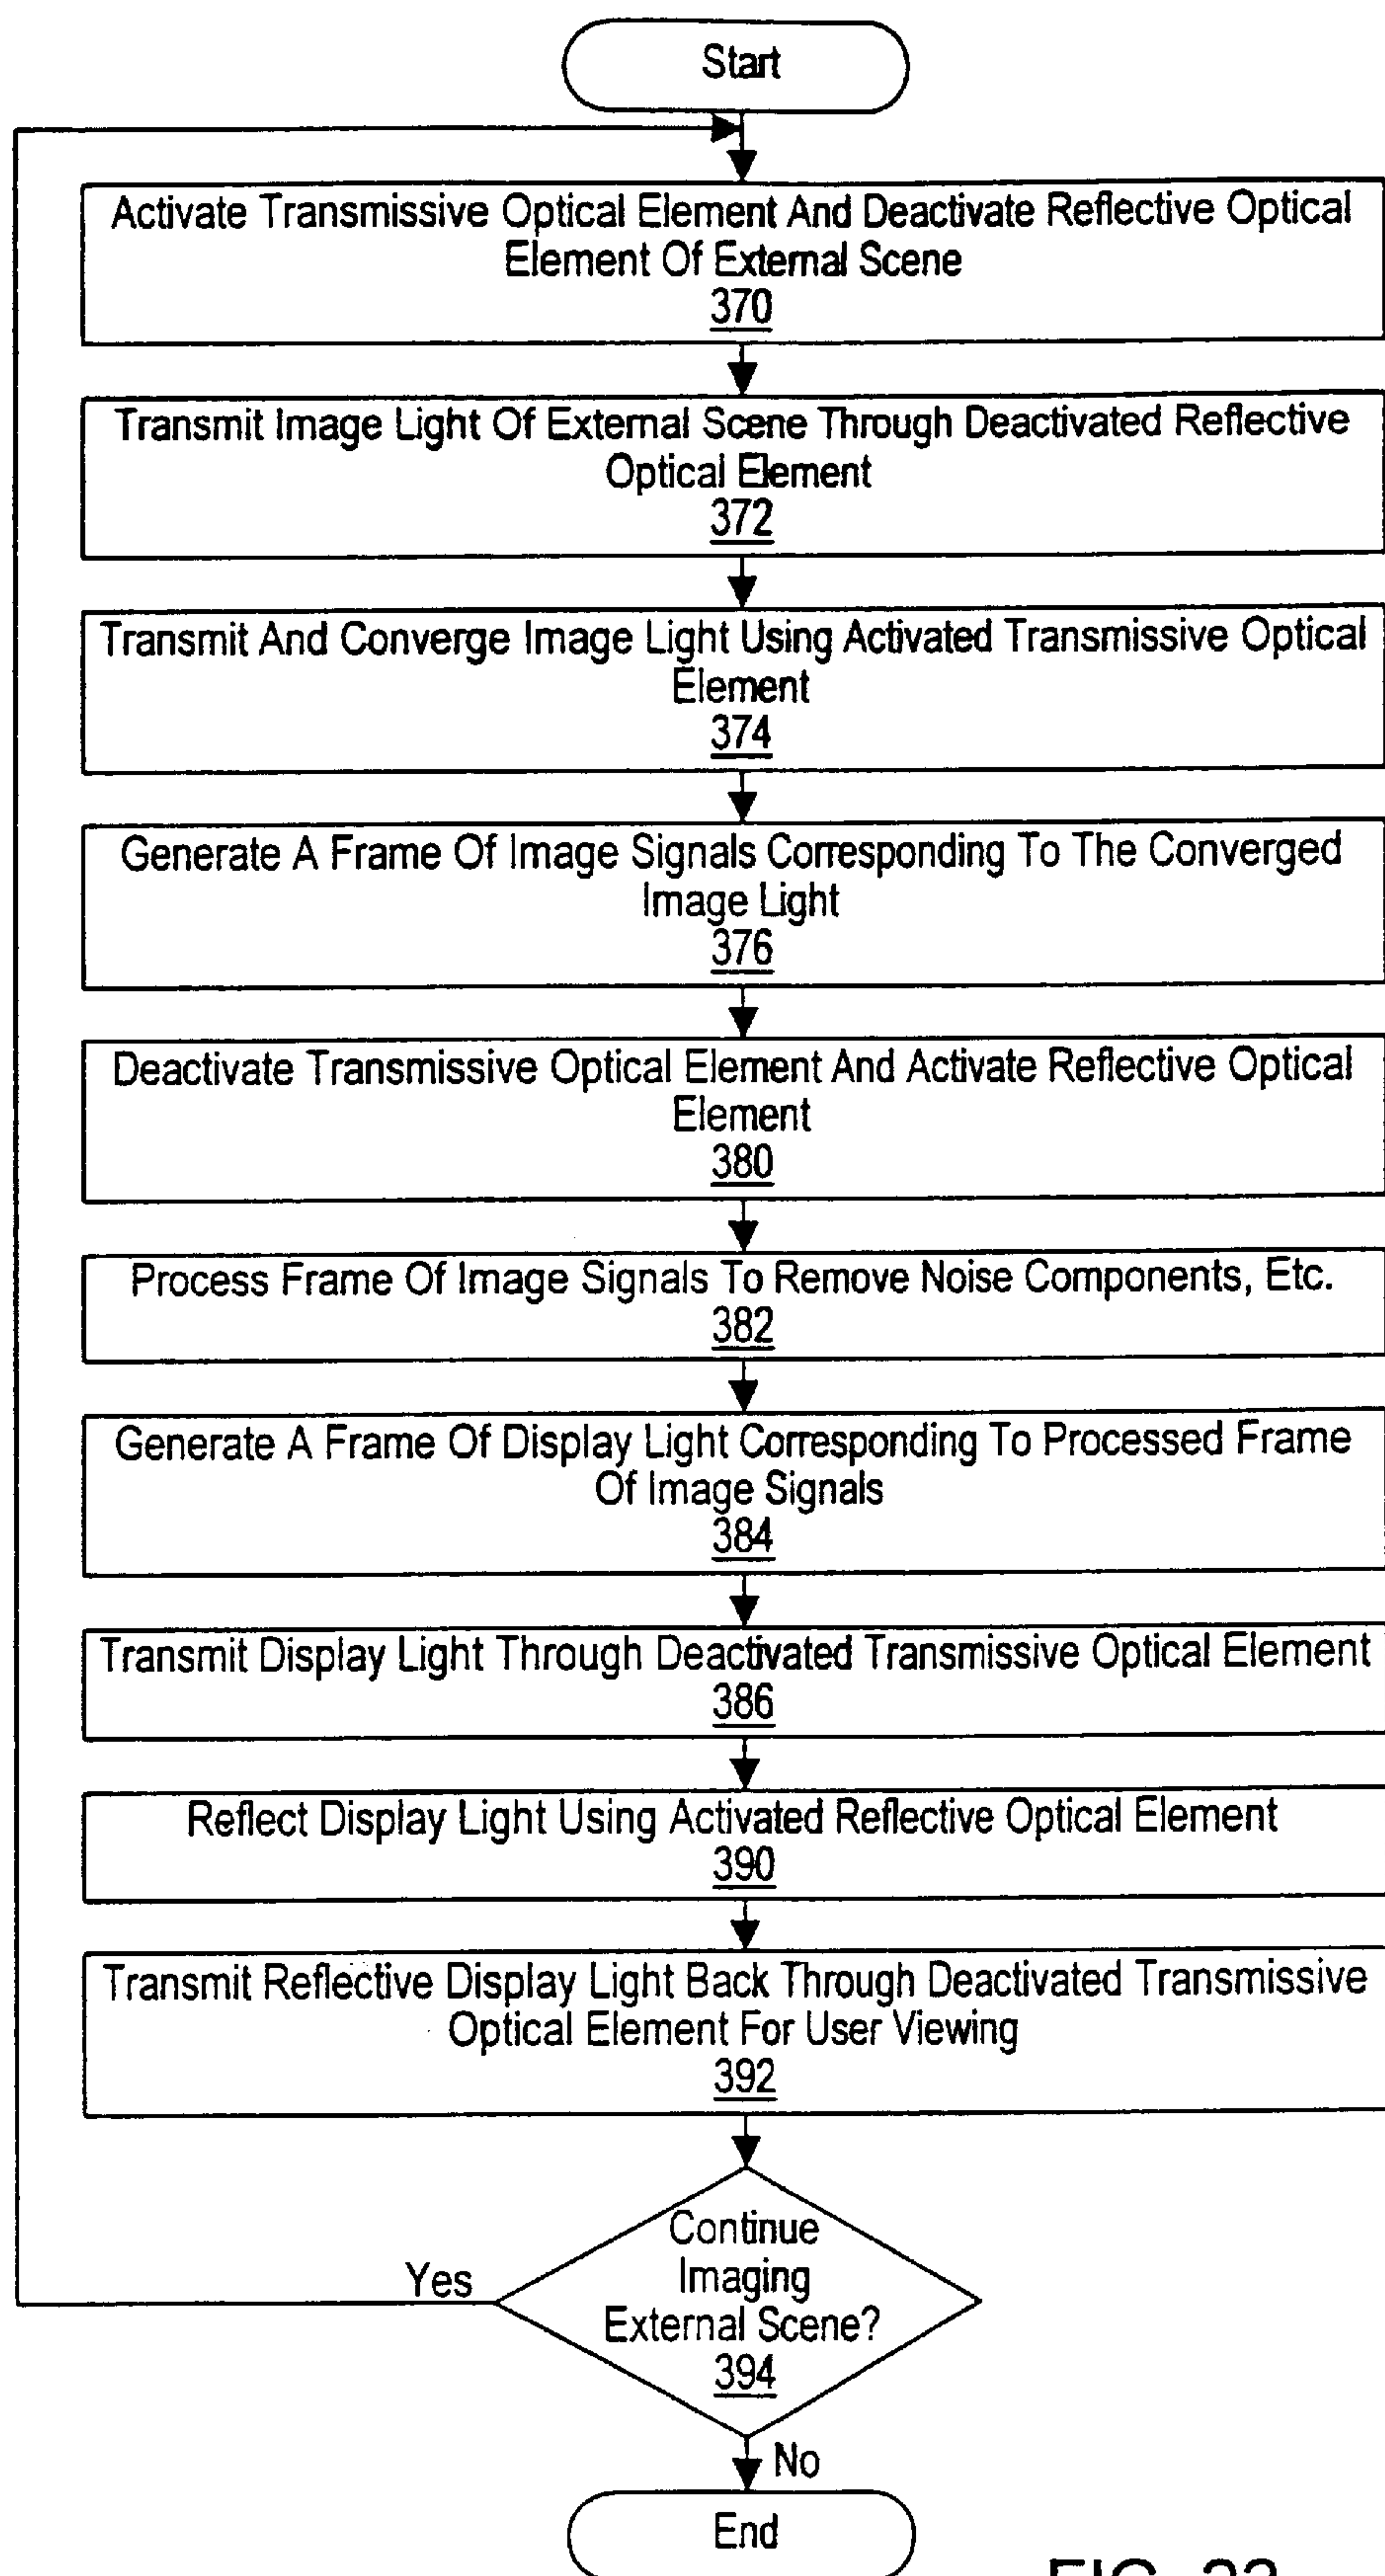 Start
Activate Transmissive Optical Element And Deactivate Reflective Optical
Element Of External Scene
370
Transmit Image Light Of External Scene Through Deactivated Reflective
Optical Element
372
Transmit And Converge Image Light Using Activated Transmissive Optical
Element
374
Generate A Frame Of Image Signals Corresponding To The Converged
Image Light
376
Deactivate Transmissive Optical Element And Activate Reflective Optical
Element
380
Process Frame Of Image Signals To Remove Noise Components, Etc.
382
Generate A Frame Of Display Light Corresponding To Processed Frame
Of Image Signals
384
Transmit Display Light Through Deactivated Transmissive Optical Element
386
Reflect Display Light Using Activated Reflective Optical Element
390
Transmit Reflective Display Light Back Through Deactivated Transmissive
Optical Element For User Viewing
392
Continue
Imaging
External Scene?
394
Yes
No
End
FIG.